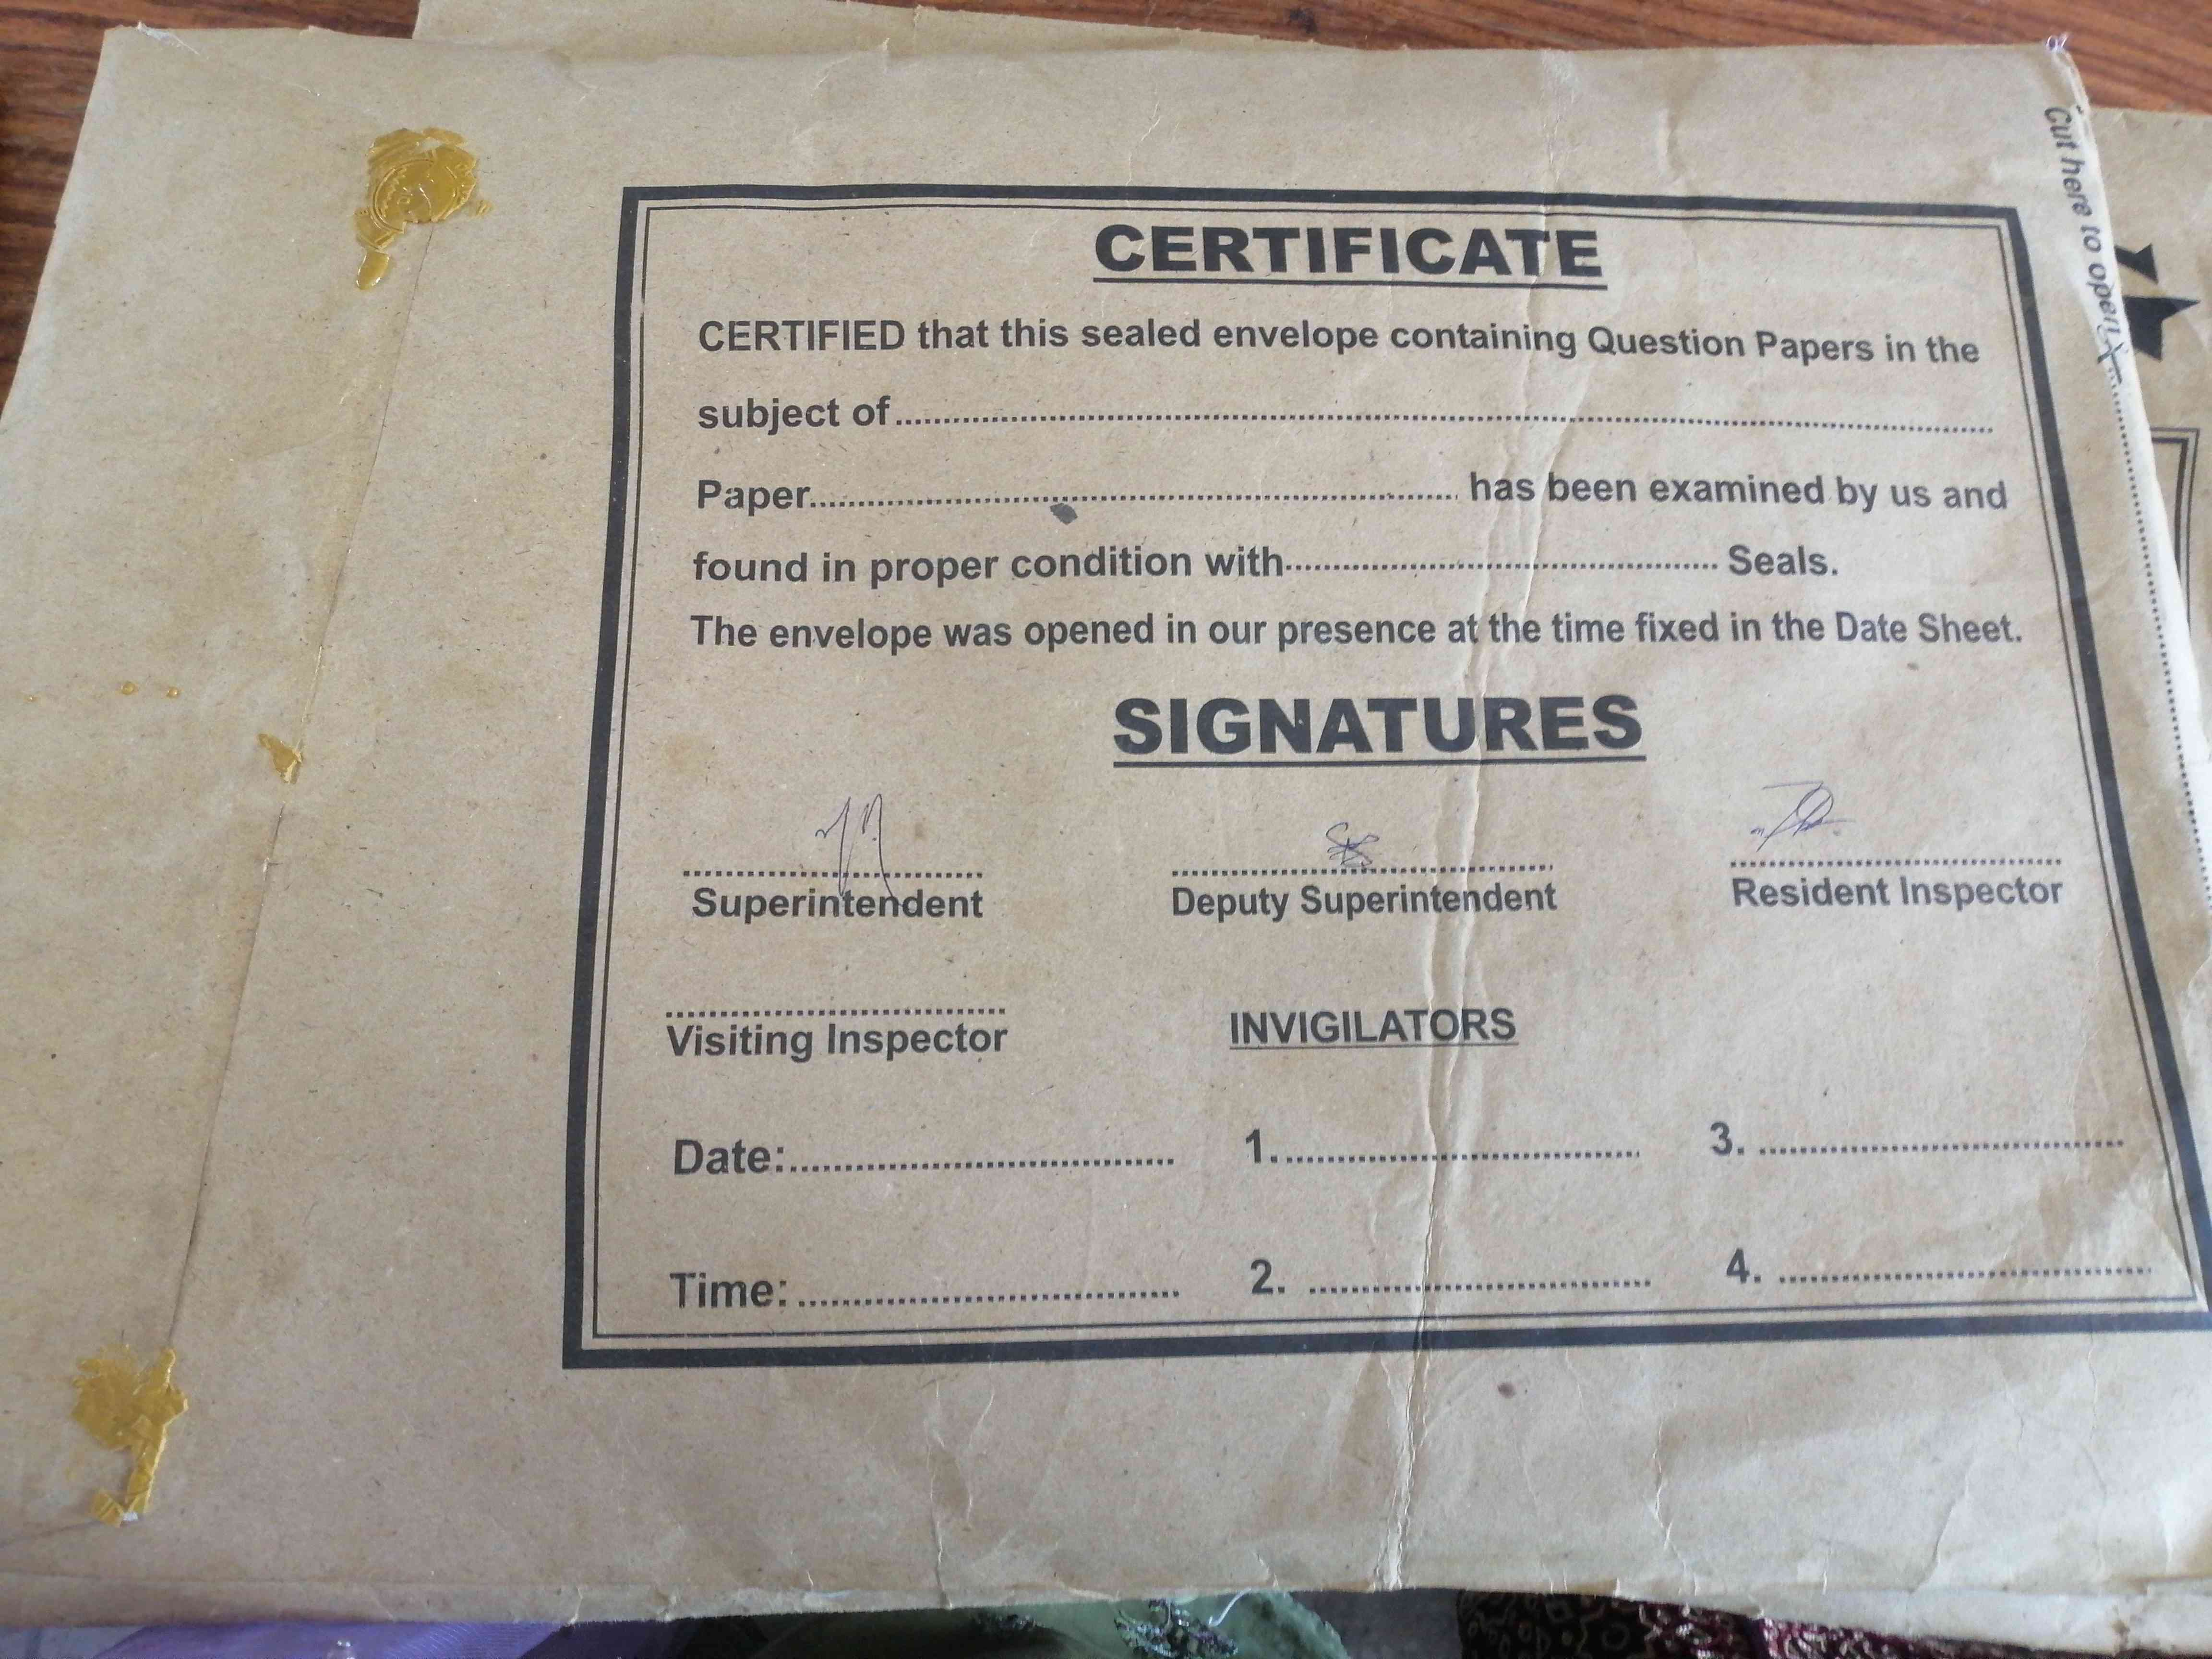 Cut here to open
CERTIFICATE
CERTIFIED that this sealed envelope containing Question Papers in the
subject of............................................................
Paper............................................................ has been examined by us and
found in proper condition with............................................................ Seals.
The envelope was opened in our presence at the time fixed in the Date Sheet.
SIGNATURES
Superintendent Deputy Superintendent Resident Inspector
Visiting Inspector INVIGILATORS
Date:........................................ 1........................................ 3. ........................................
Time: ........................................ 2. ........................................ 4. ........................................